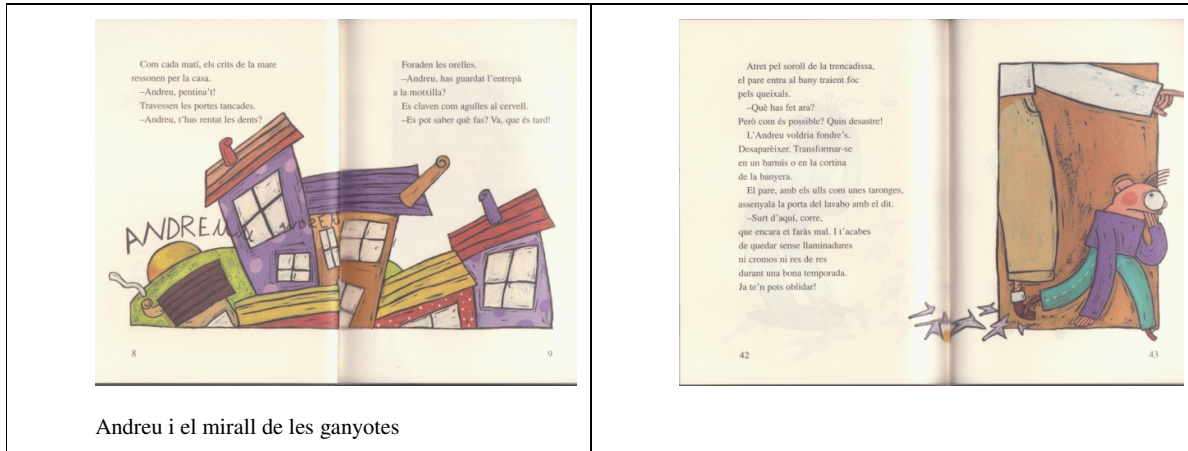 Com cada matí, els crits de la mare
ressonen per la casa.
–Andreu, pentina't!
Travessen les portes tancades.
–Andreu, t'has rentat les dents?
Foraden les orelles.
–Andreu, has guardat l'entrepà
a la motxilla?
Es claven com agulles al cervell.
–Es pot saber què fas? Va, que és tard!
ANDREUUU
ANDREU
8
9
Andreu i el mirall de les ganyotes
Atret pel soroll de la trencadissa,
el pare entra al bany traient foc
pels queixals.
–Què has fet ara?
Però com és possible? Quin desastre!
L'Andreu voldria fondre's.
Desaparèixer. Transformar-se
en un barnús o en la cortina
de la banyera.
El pare, amb els ulls com unes taronges,
assenyala la porta del lavabo amb el dit.
–Surt d'aquí, corre,
que encara et faràs mal. I t'acabes
de quedar sense llaminadures
ni cromos ni res de res
durant una bona temporada.
Ja te'n pots oblidar!
42
43